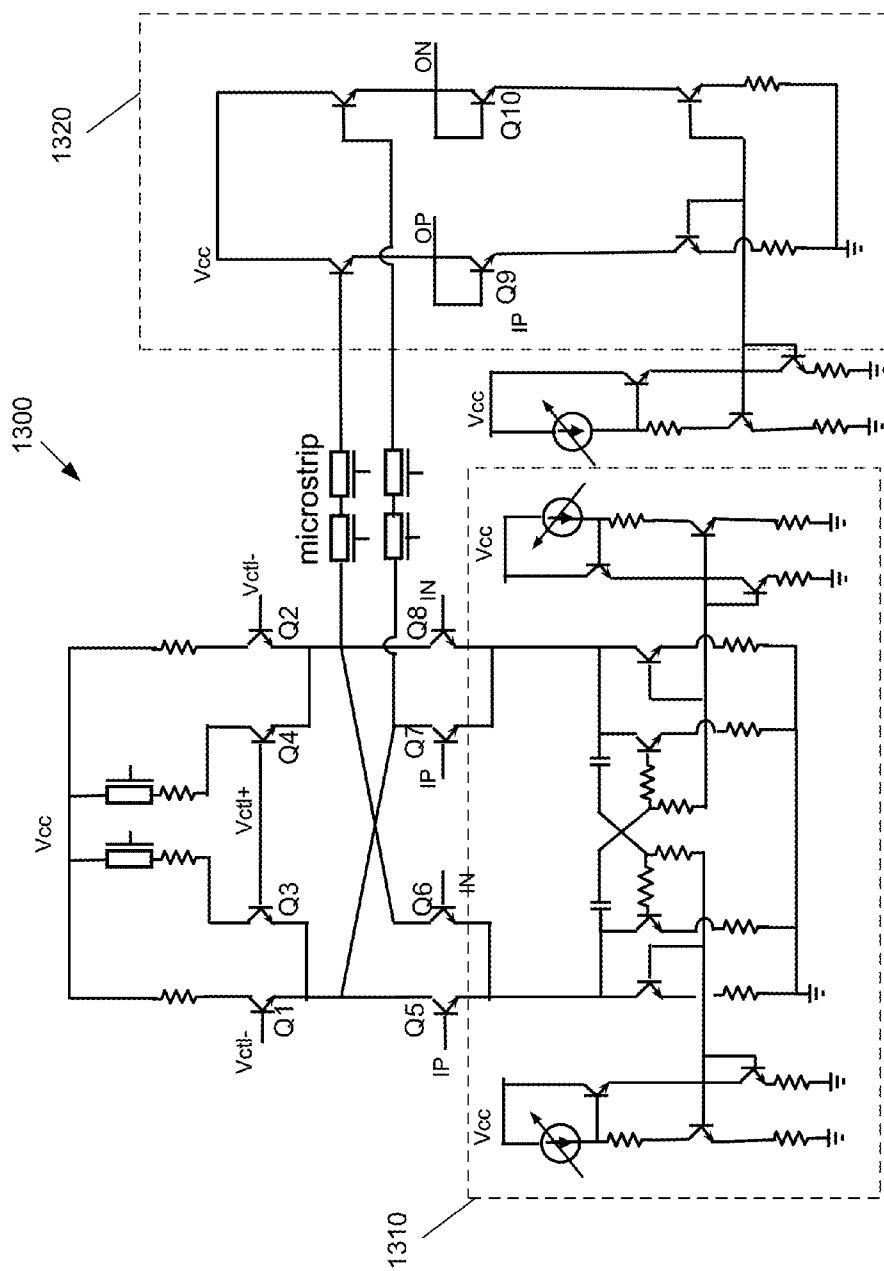 1300
1320
1310
Vcc
Vctl-
Q1
Q3
Vctl+
Q4
Q2
Vctl-
microstrip
IP
Q5
Q6
IN
IP
Q7
Q8
IN
Vcc
Vcc
Vcc
Vcc
OP
Q9
IP
ON
Q10